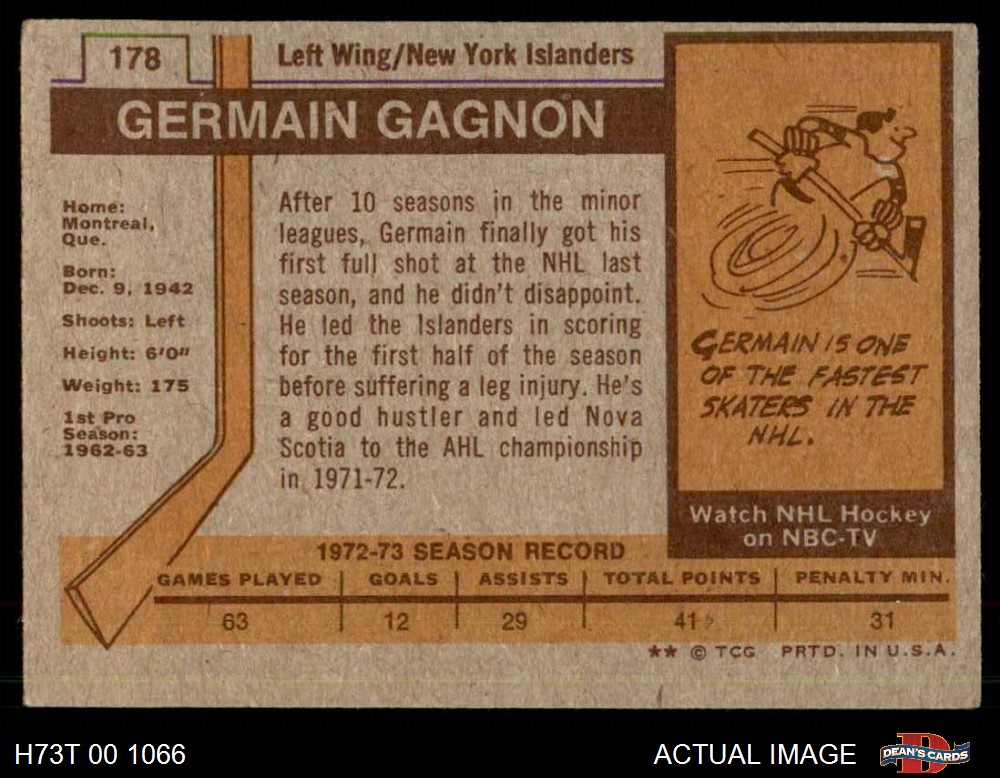 178
Left Wing/New York Islanders
GERMAIN GAGNON
Home:
Montreal,
Que.
Born:
Dec. 9, 1942
Shoots: Left
Height: 6'0"
Weight: 175
1st Pro
Season:
1962-63
After 10 seasons in the minor
leagues, Germain finally got his
first full shot at the NHL last
season, and he didn't disappoint.
He led the Islanders in scoring
for the first half of the season
before suffering a leg injury. He's
a good hustler and led Nova
Scotia to the AHL championship
in 1971-72.
GERMAIN IS ONE
OF THE FASTEST
SKATERS IN THE
NHL.
Watch NHL Hockey
on NBC-TV
1972-73 SEASON RECORD
GAMES PLAYED GOALS ASSISTS TOTAL POINTS PENALTY MIN.
63 12 29 41 31
** © TCG PRTD. IN U.S.A.
H73T 00 1066
ACTUAL IMAGE
DEAN'S CARDS